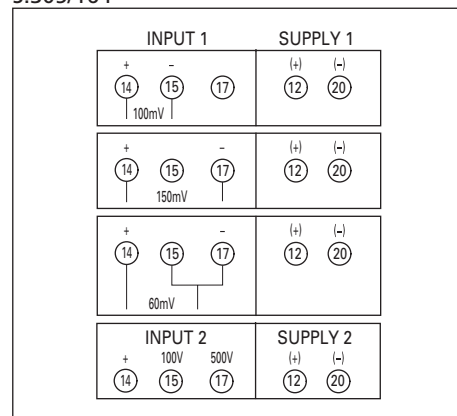 INPUT 1 SUPPLY 1
+ – (+) (–)
14 15 17 12 20
100mV
+ – (+) (–)
14 15 17 12 20
150mV
+ – (+) (–)
14 15 17 12 20
60mV
INPUT 2 SUPPLY 2
+ 100V 500V (+) (–)
14 15 17 12 20